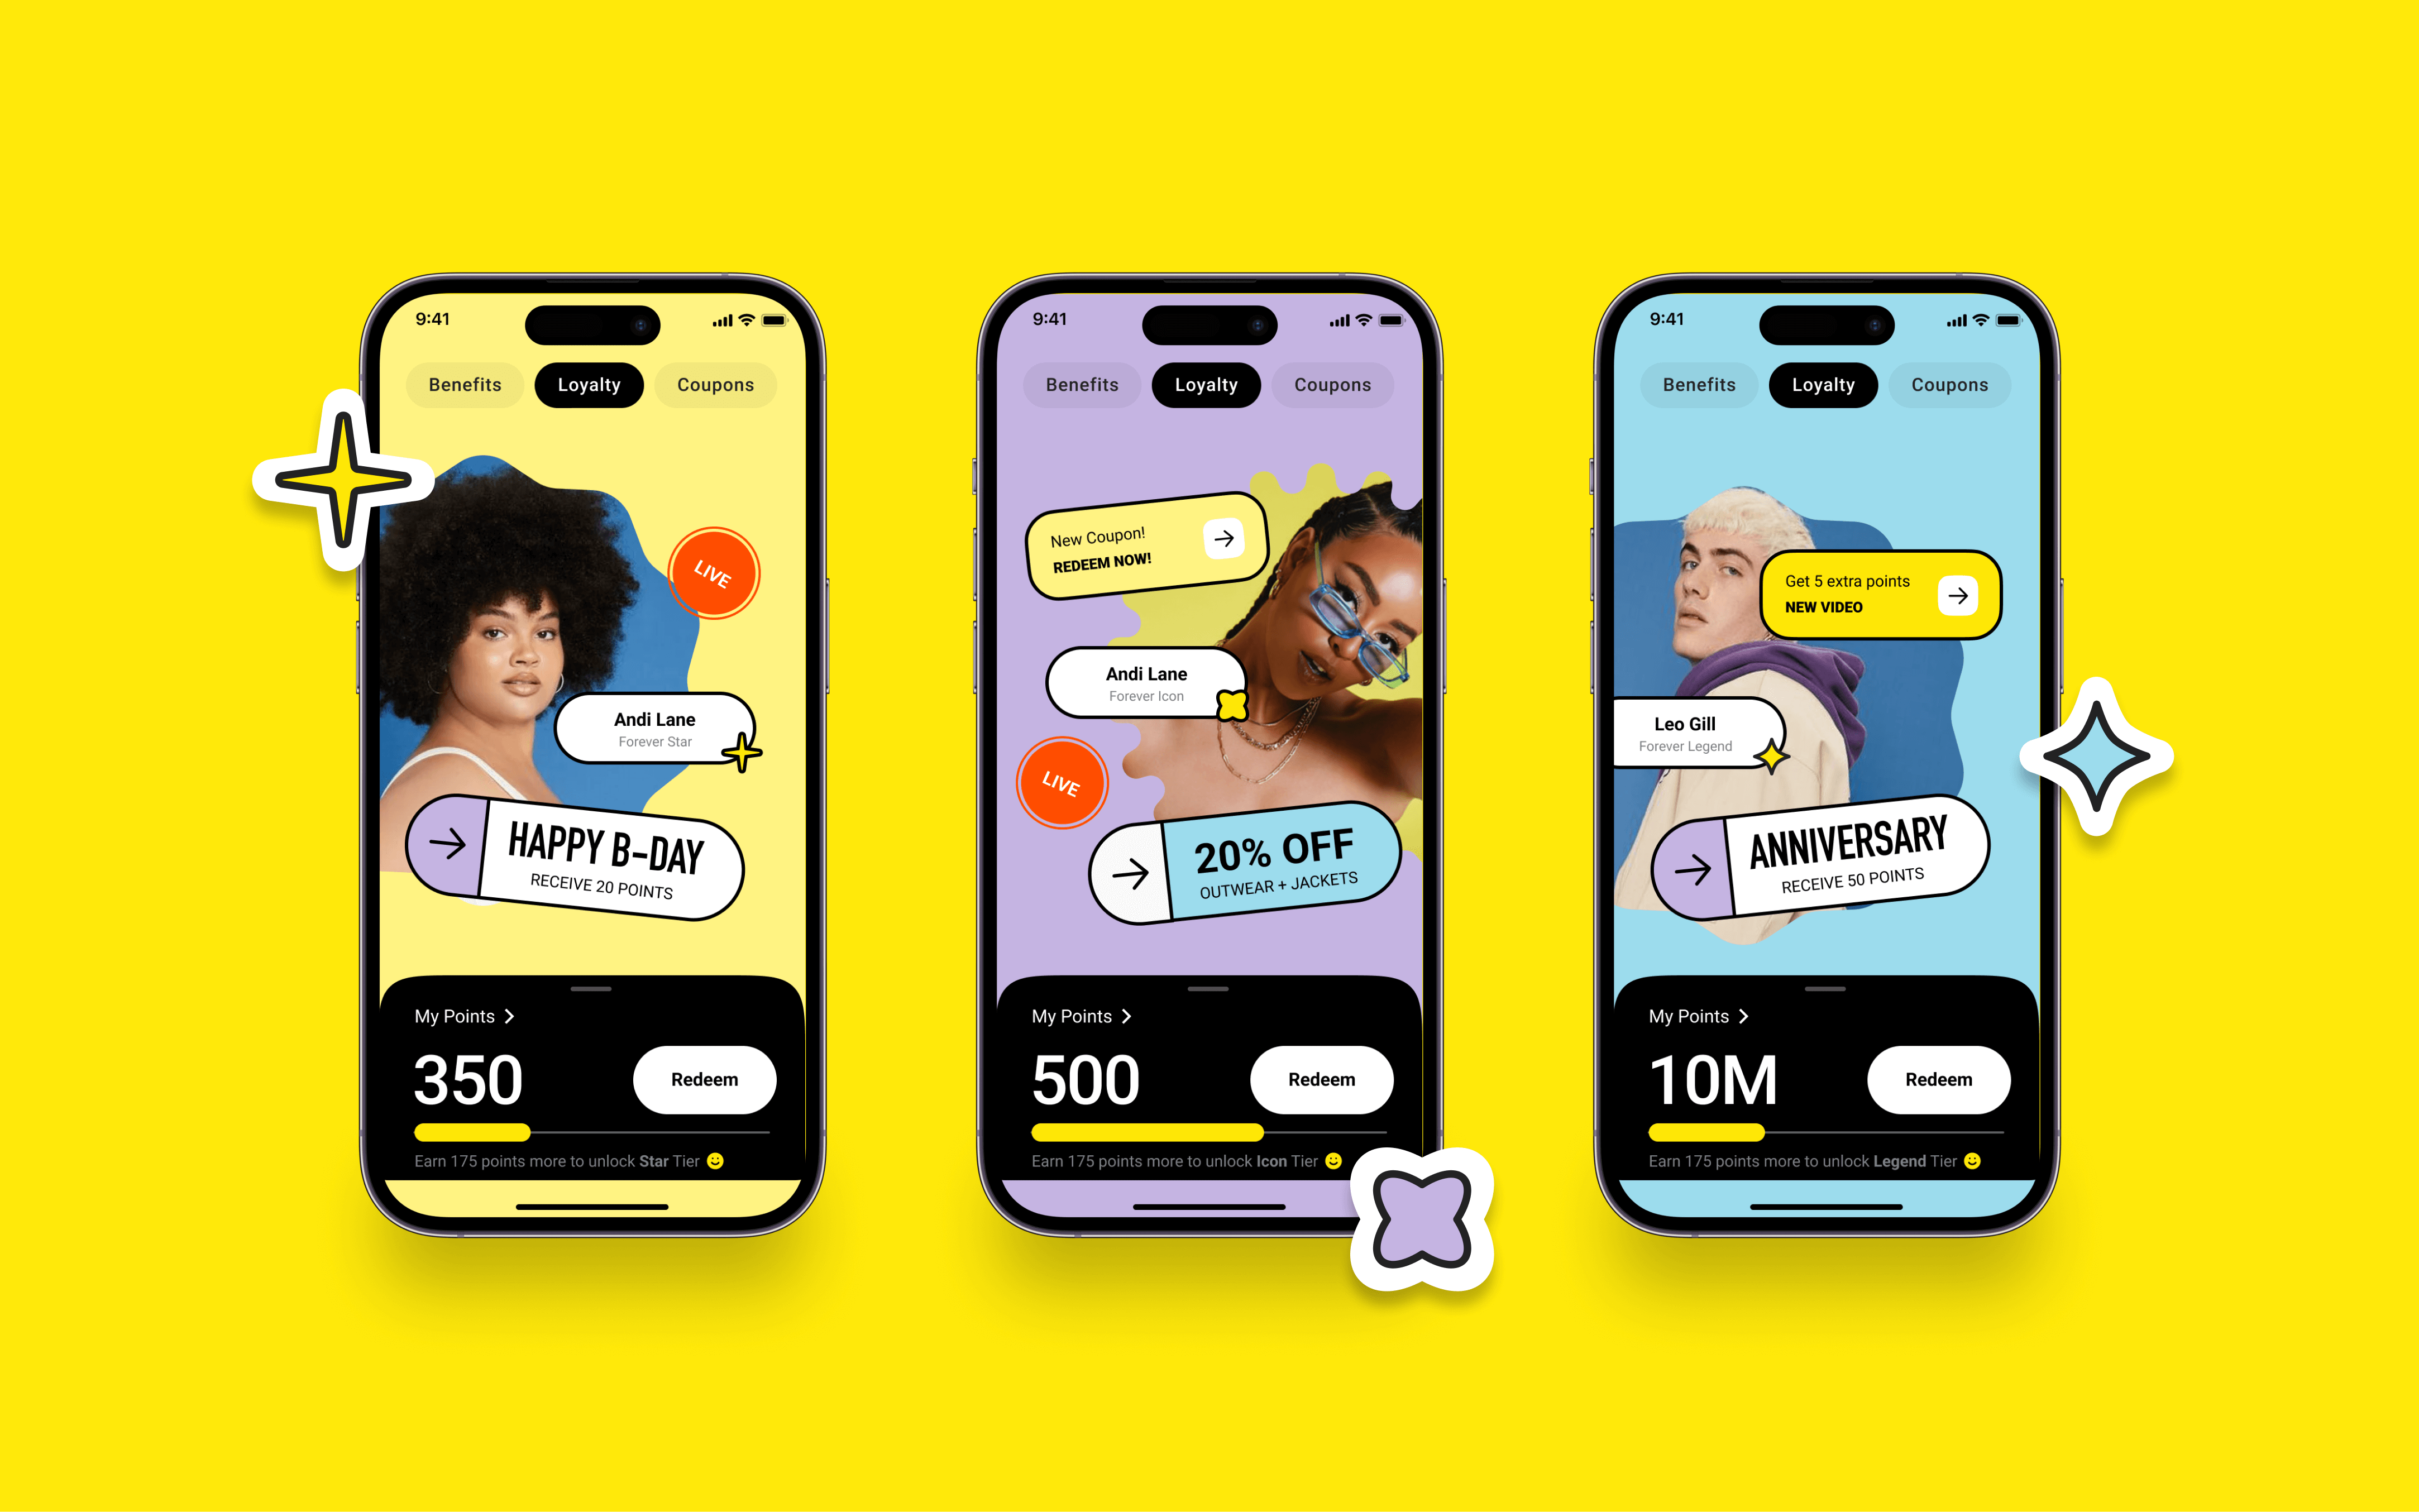 9:41
Benefits
Loyalty
Coupons
LIVE
Andi Lane
Forever Star
HAPPY B-DAY
RECEIVE 20 POINTS
My Points
350
Redeem
Earn 175 points more to unlock Star Tier
9:41
Benefits
Loyalty
Coupons
New Coupon!
REDEEM NOW!
Andi Lane
Forever Icon
LIVE
20% OFF
OUTWEAR + JACKETS
My Points
500
Redeem
Earn 175 points more to unlock Icon Tier
9:41
Benefits
Loyalty
Coupons
Get 5 extra points
NEW VIDEO
Leo Gill
Forever Legend
ANNIVERSARY
RECEIVE 50 POINTS
My Points
10M
Redeem
Earn 175 points more to unlock Legend Tier